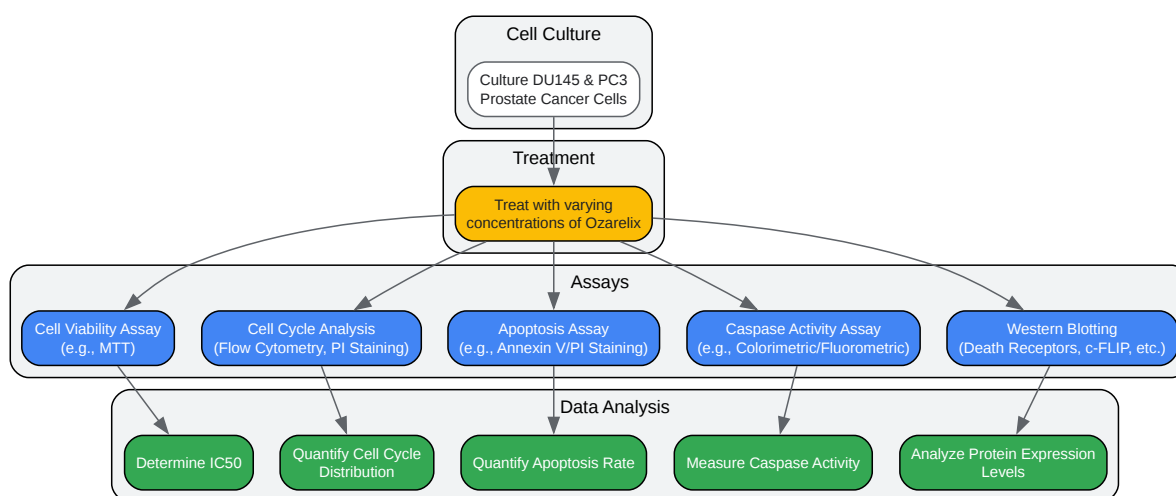 Cell Culture
Culture DU145 & PC3
Prostate Cancer Cells
Treatment
Treat with varying
concentrations of Ozarelix
Assays
Cell Viability Assay
(e.g., MTT)
Cell Cycle Analysis
(Flow Cytometry, PI Staining)
Apoptosis Assay
(e.g., Annexin V/PI Staining)
Caspase Activity Assay
(e.g., Colorimetric/Fluorometric)
Western Blotting
(Death Receptors, c-FLIP, etc.)
Data Analysis
Determine IC50
Quantify Cell Cycle
Distribution
Quantify Apoptosis Rate
Measure Caspase Activity
Analyze Protein Expression
Levels